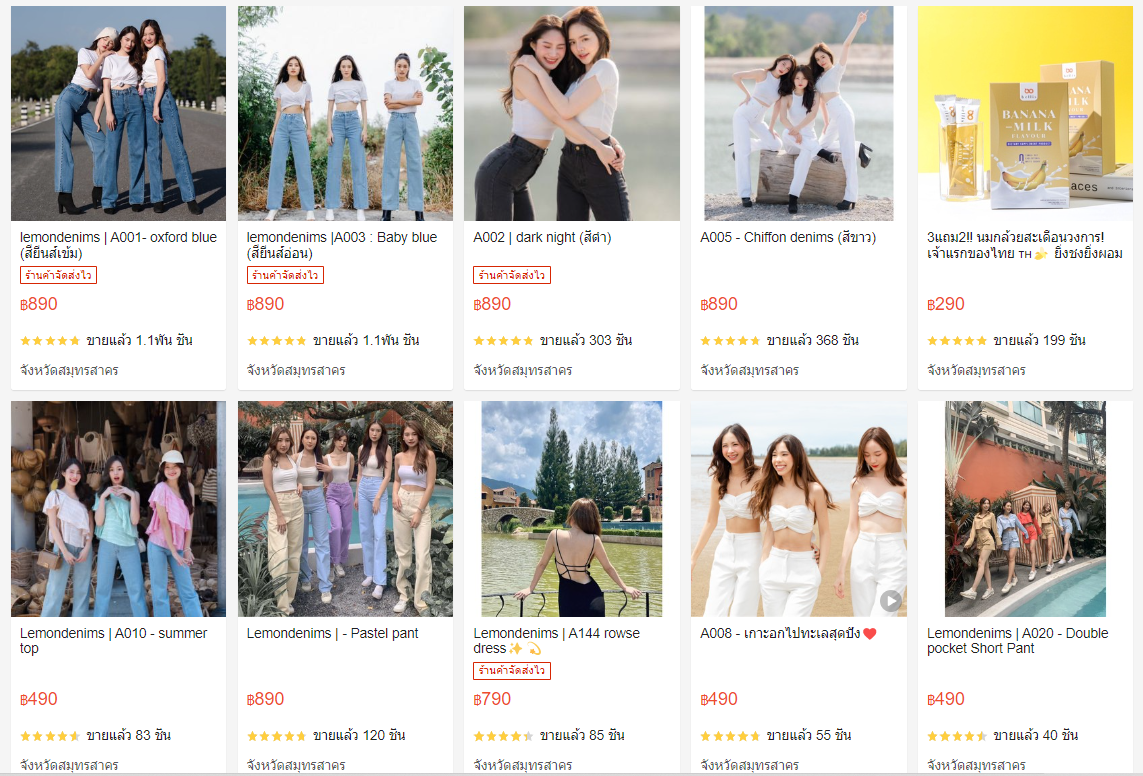 lemondenims | A001- oxford blue
(สียีนส์เข้ม)
ร้านค้าจัดส่งไว
฿890
ขายแล้ว 1.1พัน ชิ้น
จังหวัดสมุทรสาคร
lemondenims |A003 : Baby blue
(สียีนส์อ่อน)
ร้านค้าจัดส่งไว
฿890
ขายแล้ว 1.1พัน ชิ้น
จังหวัดสมุทรสาคร
A002 | dark night (สีดำ)
ร้านค้าจัดส่งไว
฿890
ขายแล้ว 303 ชิ้น
จังหวัดสมุทรสาคร
A005 - Chiffon denims (สีขาว)
฿890
ขายแล้ว 368 ชิ้น
จังหวัดสมุทรสาคร
BANANA
-MILK
FLAVOUR
aces
3แถม2!! นมกล้วยสะเดือนวงการ!
เจ้าแรกของไทย TH🍌 ยิ่งชงยิ่งผอม
฿290
ขายแล้ว 199 ชิ้น
จังหวัดสมุทรสาคร
Lemondenims | A010 - summer
top
฿490
ขายแล้ว 83 ชิ้น
จังหวัดสมุทรสาคร
Lemondenims | - Pastel pant
฿890
ขายแล้ว 120 ชิ้น
จังหวัดสมุทรสาคร
Lemondenims | A144 rowse
dress✨💫
ร้านค้าจัดส่งไว
฿790
ขายแล้ว 85 ชิ้น
จังหวัดสมุทรสาคร
A008 - เกาะอกไปทะเลสุดปัง❤️
฿490
ขายแล้ว 55 ชิ้น
จังหวัดสมุทรสาคร
Lemondenims | A020 - Double
pocket Short Pant
฿490
ขายแล้ว 40 ชิ้น
จังหวัดสมุทรสาคร